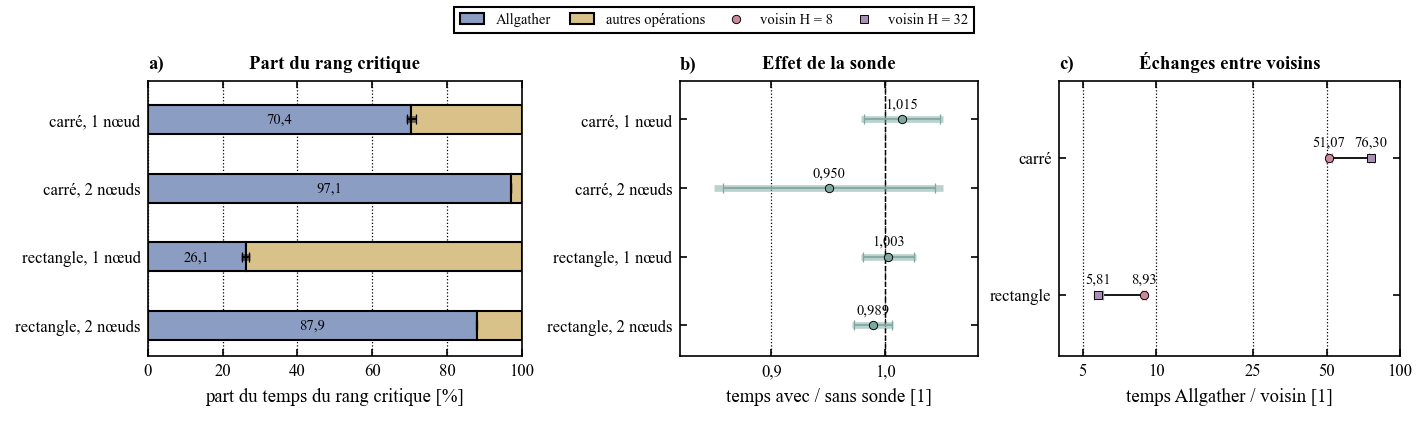 Allgather autres opérations voisin H = 8 voisin H = 32
a) Part du rang critique
carré, 1 nœud
70,4
carré, 2 nœuds
97,1
rectangle, 1 nœud
26,1
rectangle, 2 nœuds
87,9
0 20 40 60 80 100
part du temps du rang critique [%]
b) Effet de la sonde
carré, 1 nœud
1,015
carré, 2 nœuds
0,950
rectangle, 1 nœud
1,003
rectangle, 2 nœuds
0,989
0,9 1,0
temps avec / sans sonde [1]
c) Échanges entre voisins
carré
51,07 76,30
rectangle
5,81 8,93
5 10 25 50 100
temps Allgather / voisin [1]